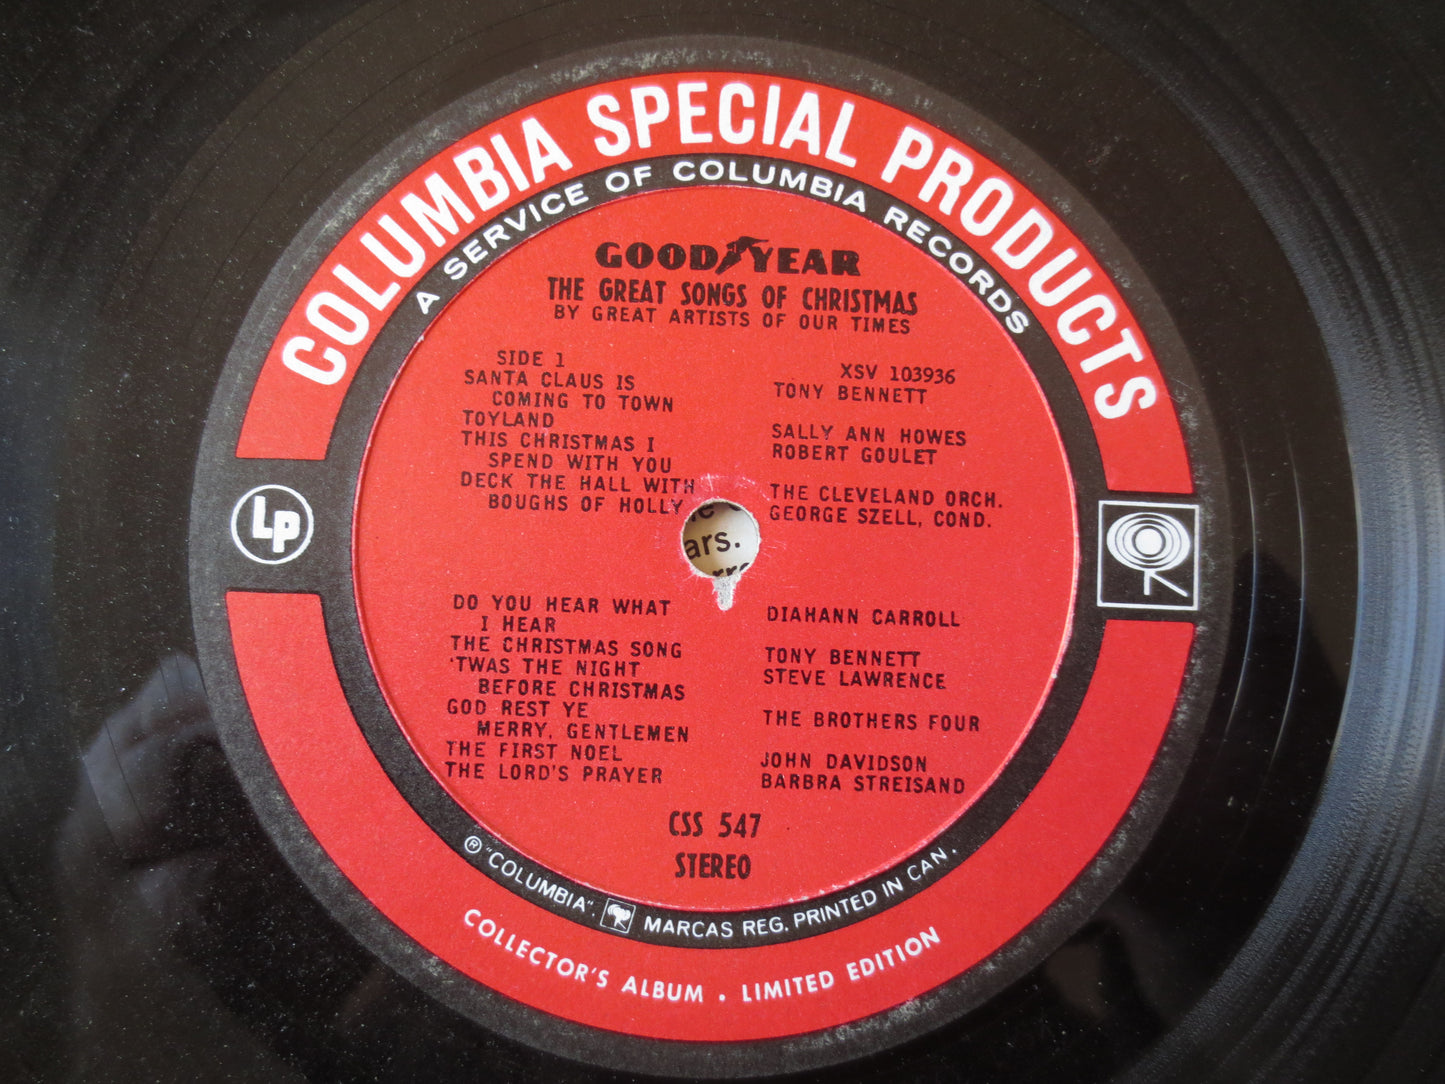 COLUMBIA SPECIAL PRODUCTS
A SERVICE OF COLUMBIA RECORDS
GOODYEAR
THE GREAT SONGS OF CHRISTMAS
BY GREAT ARTISTS OF OUR TIMES
SIDE 1 XSV 103936
SANTA CLAUS IS
COMING TO TOWN TONY BENNETT
TOYLAND SALLY ANN HOWES
THIS CHRISTMAS I
SPEND WITH YOU ROBERT GOULET
DECK THE HALL WITH THE CLEVELAND ORCH.
BOUGHS OF HOLLY GEORGE SZELL, COND.
LP
ars.
DO YOU HEAR WHAT
I HEAR DIAHANN CARROLL
THE CHRISTMAS SONG TONY BENNETT
'TWAS THE NIGHT STEVE LAWRENCE
BEFORE CHRISTMAS
GOD REST YE
MERRY, GENTLEMEN THE BROTHERS FOUR
THE FIRST NOEL JOHN DAVIDSON
THE LORD'S PRAYER BARBRA STREISAND
CSS 547
STEREO
® "COLUMBIA" MARCAS REG. PRINTED IN CAN.
COLLECTOR'S ALBUM • LIMITED EDITION